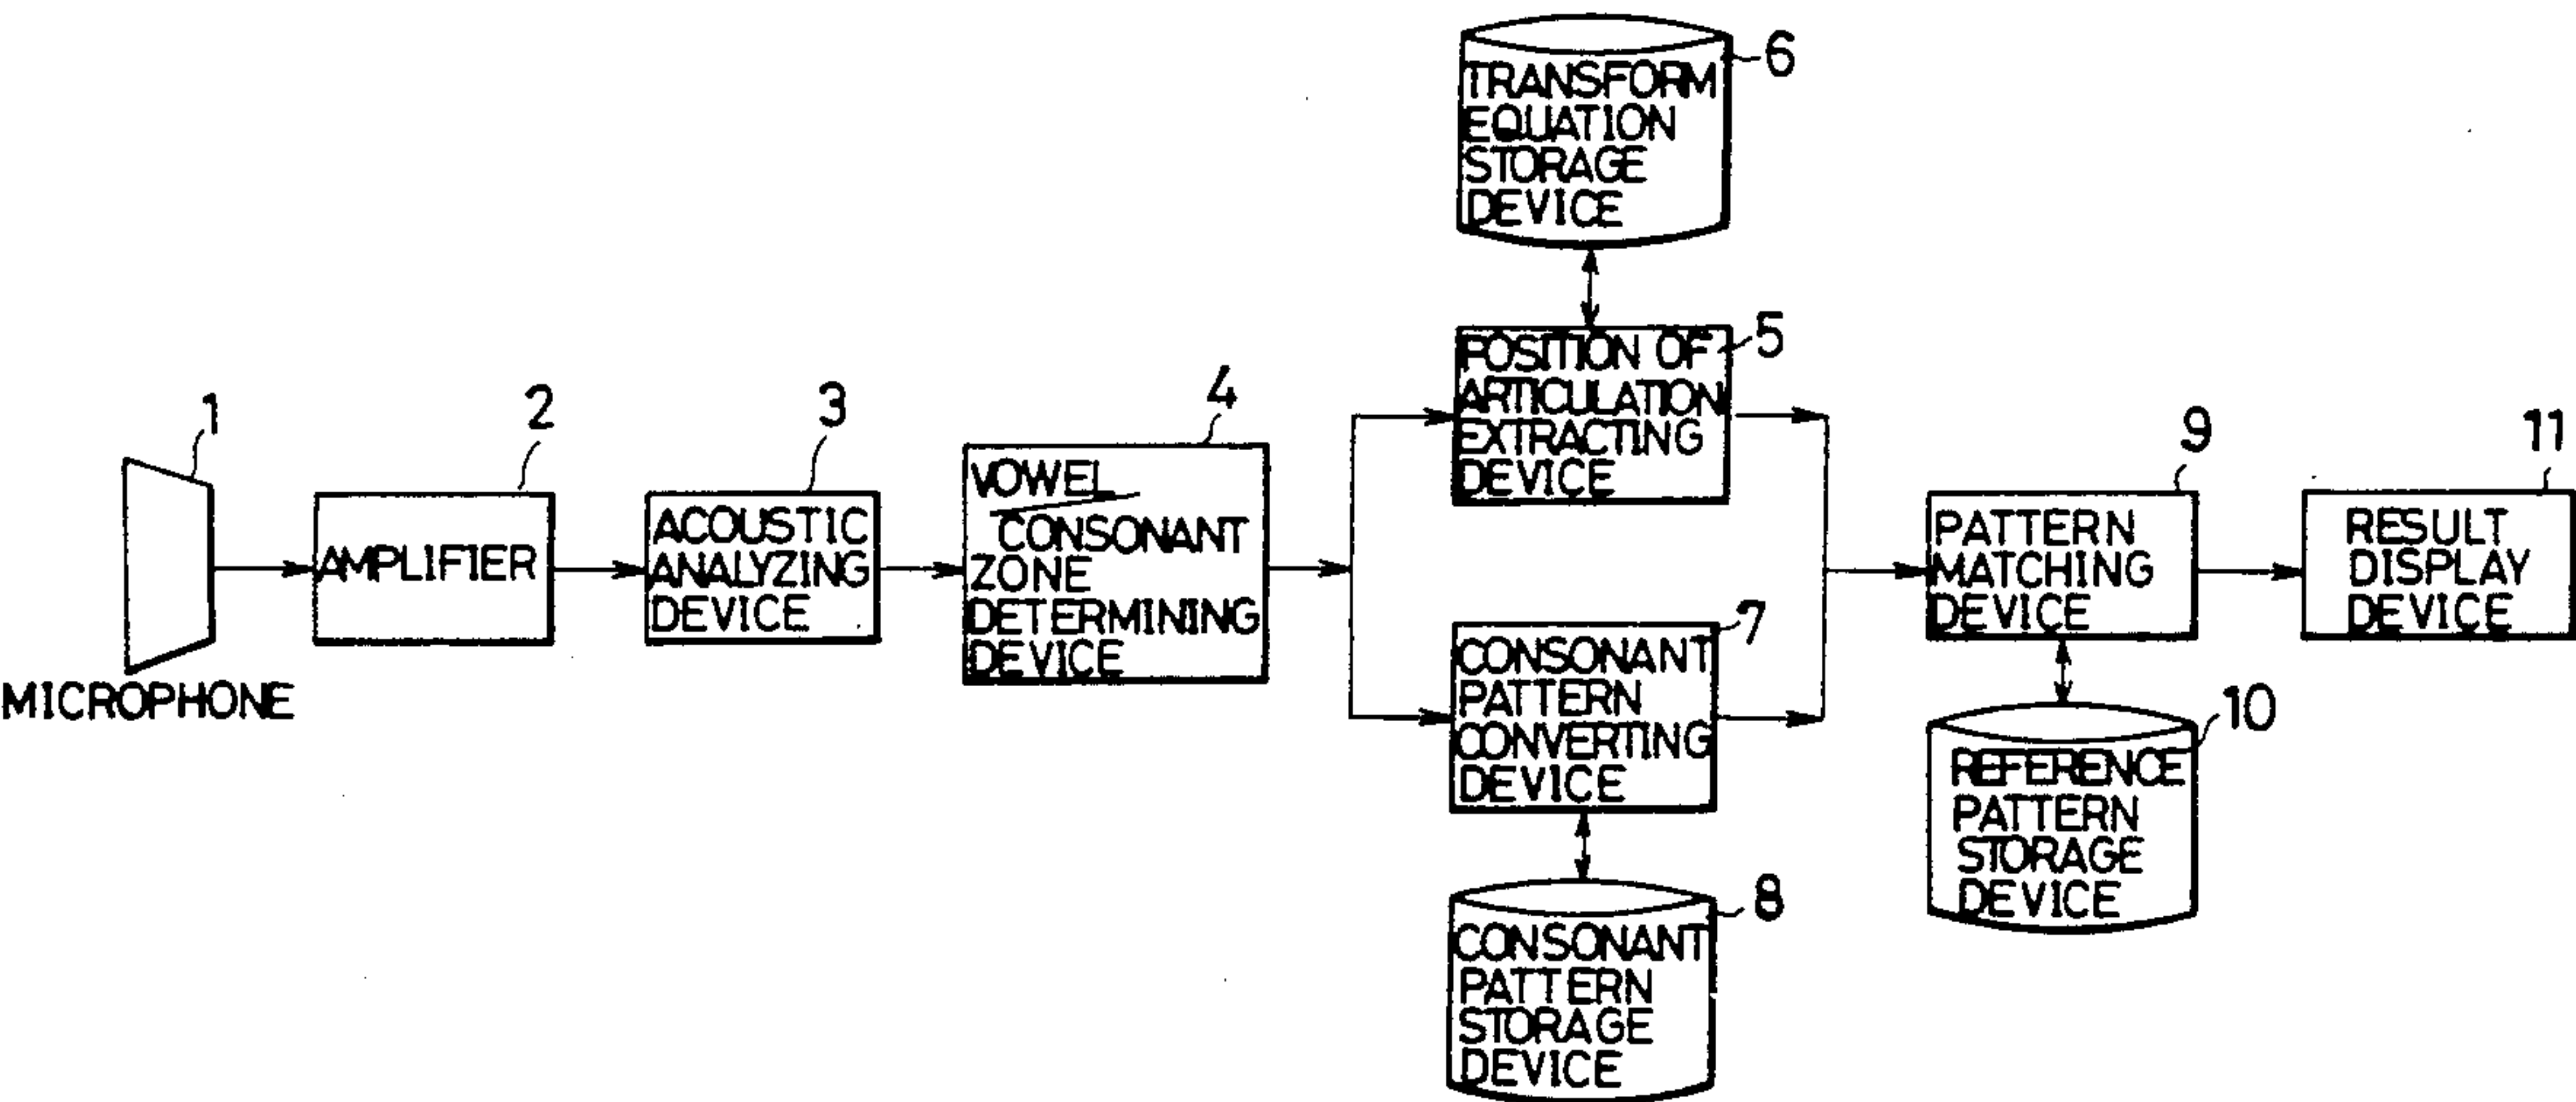 1
MICROPHONE
2
AMPLIFIER
3
ACOUSTIC
ANALYZING
DEVICE
4
VOWEL/
CONSONANT
ZONE
DETERMINING
DEVICE
6
TRANSFORM
EQUATION
STORAGE
DEVICE
5
POSITION OF
ARTICULATION
EXTRACTING
DEVICE
7
CONSONANT
PATTERN
CONVERTING
DEVICE
8
CONSONANT
PATTERN
STORAGE
DEVICE
9
PATTERN
MATCHING
DEVICE
10
REFERENCE
PATTERN
STORAGE
DEVICE
11
RESULT
DISPLAY
DEVICE